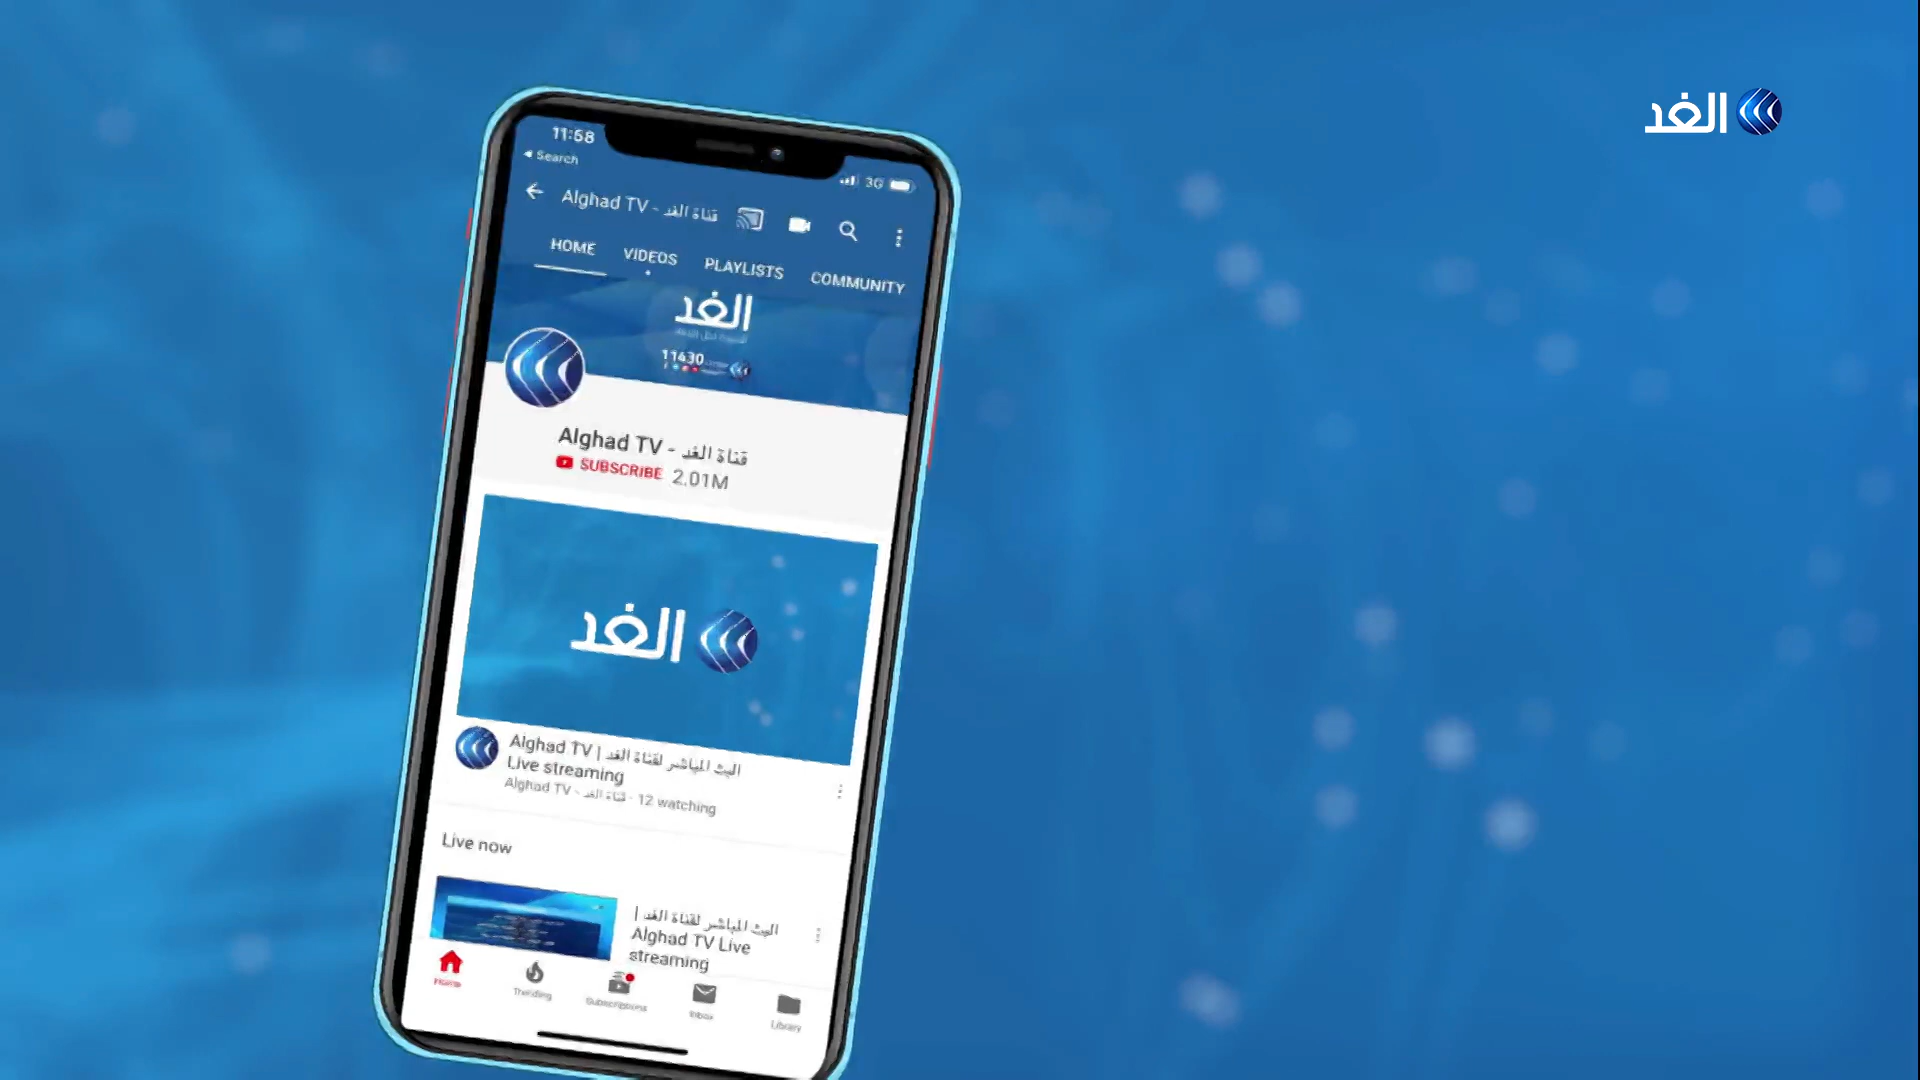 الغد
11:58
Search
3G
Alghad TV - قناة الغد
HOME VIDEOS PLAYLISTS COMMUNITY
الغد
11430
Alghad TV - قناة الغد
SUBSCRIBE 2.01M
الغد
Alghad TV | البث المباشر لقناة الغد
Live streaming
Alghad TV - قناة الغد · 12 watching
Live now
البث المباشر لقناة الغد |
Alghad TV Live
streaming
Home Trending Subscriptions Inbox Library